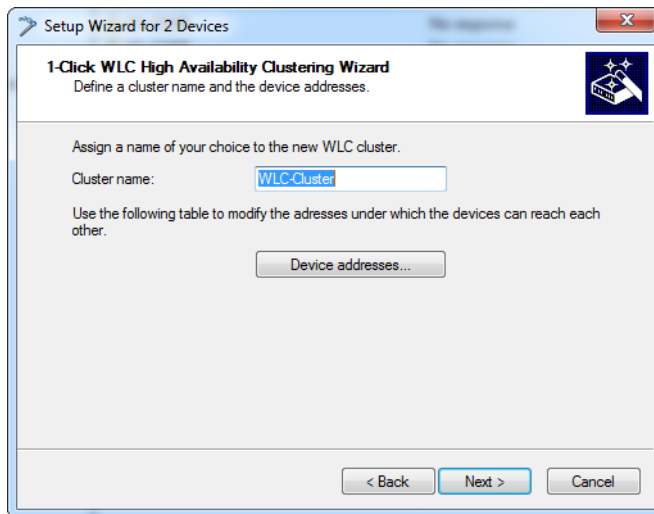 Setup Wizard for 2 Devices
1-Click WLC High Availability Clustering Wizard
Define a cluster name and the device addresses.
Assign a name of your choice to the new WLC cluster.
Cluster name:
WLC-Cluster
Use the following table to modify the adresses under which the devices can reach each
other.
Device addresses...
< Back
Next >
Cancel